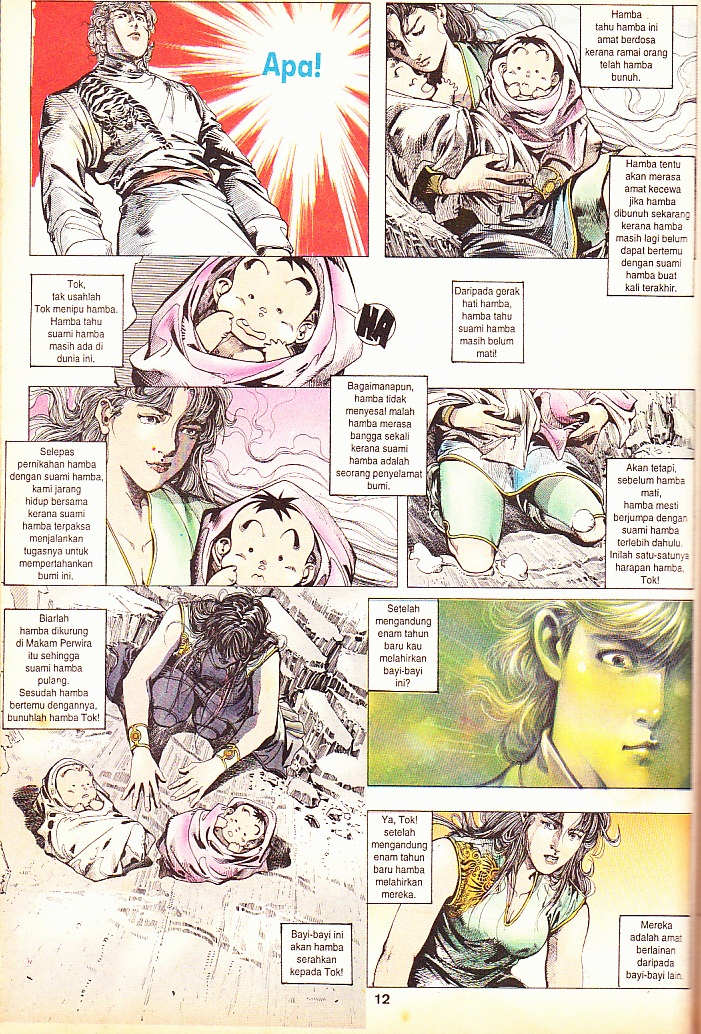 Apa!
Hamba
tahu hamba ini
amat berdosa
kerana ramai orang
telah hamba
bunuh.
Hamba tentu
akan merasa
amat kecewa
jika hamba
dibunuh sekarang
kerana hamba
masih lagi belum
dapat bertemu
dengan suami
hamba buat
kali terakhir.
Tok,
tak usahlah
Tok menipu hamba.
Hamba tahu
suami hamba
masih ada di
dunia ini.
NA
Daripada gerak
hati hamba,
hamba tahu
suami hamba
masih belum
mati!
Selepas
pernikahan hamba
dengan suami hamba,
kami jarang
hidup bersama
kerana suami
hamba terpaksa
menjalankan
tugasnya untuk
mempertahankan
bumi ini.
Bagaimanapun,
hamba tidak
menyesal malah
hamba merasa
bangga sekali
kerana suami
hamba adalah
seorang penyelamat
bumi.
Akan tetapi,
sebelum hamba
mati,
hamba mesti
berjumpa dengan
suami hamba
terlebih dahulu.
Inilah satu-satunya
harapan hamba,
Tok!
Biarlah
hamba dikurung
di Makam Perwira
itu sehingga
suami hamba
pulang.
Sesudah hamba
bertemu dengannya,
bunuhlah hamba Tok!
Bayi-bayi ini
akan hamba
serahkan
kepada Tok!
Setelah
mengandung
enam tahun
baru kau
melahirkan
bayi-bayi
ini?
Ya, Tok!
setelah
mengandung
enam tahun
baru hamba
melahirkan
mereka.
Mereka
adalah amat
berlainan
daripada
bayi-bayi lain.
12